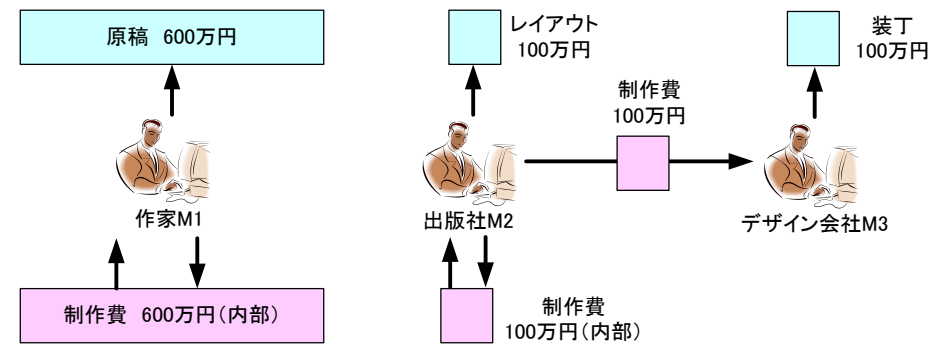 原稿 600万円
作家M1
制作費 600万円(内部)
レイアウト
100万円
制作費
100万円
出版社M2
制作費
100万円(内部)
装丁
100万円
デザイン会社M3